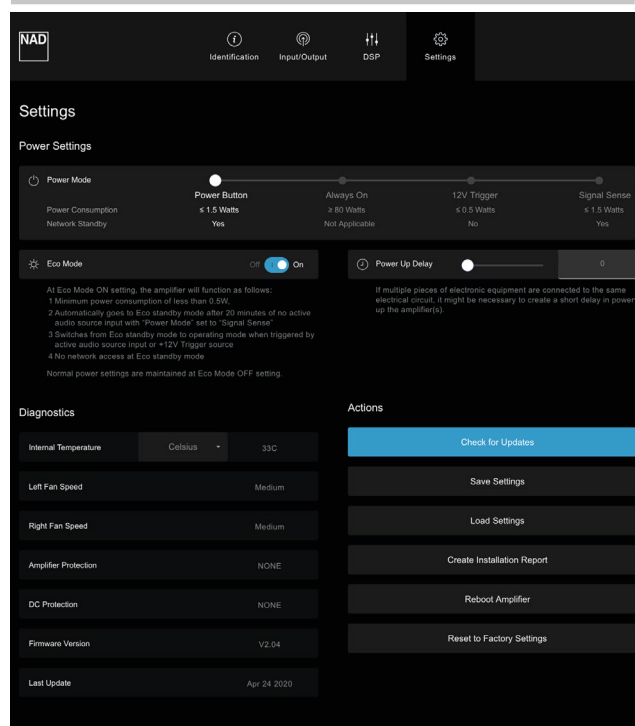 NAD
Identification
Input/Output
DSP
Settings
Settings
Power Settings
Power Mode
Power Button
Always On
12V Trigger
Signal Sense
Power Consumption
≤ 1.5 Watts
≥ 80 Watts
≤ 0.5 Watts
≤ 1.5 Watts
Network Standby
Yes
Not Applicable
No
Yes
Eco Mode
Off
On
At Eco Mode ON setting, the amplifier will function as follows:
1 Minimum power consumption of less than 0.5W,
2 Automatically goes to Eco standby mode after 20 minutes of no active
audio source input with "Power Mode" set to "Signal Sense"
3 Switches from Eco standby mode to operating mode when triggered by
active audio source input or +12V Trigger source
4 No network access at Eco standby mode
Normal power settings are maintained at Eco Mode OFF setting.
Power Up Delay
0
If multiple pieces of electronic equipment are connected to the same
electrical circuit, it might be necessary to create a short delay in power
up the amplifier(s).
Diagnostics
Internal Temperature
Celsius
33C
Left Fan Speed
Medium
Right Fan Speed
Medium
Amplifier Protection
NONE
DC Protection
NONE
Firmware Version
V2.04
Last Update
Apr 24 2020
Actions
Check for Updates
Save Settings
Load Settings
Create Installation Report
Reboot Amplifier
Reset to Factory Settings